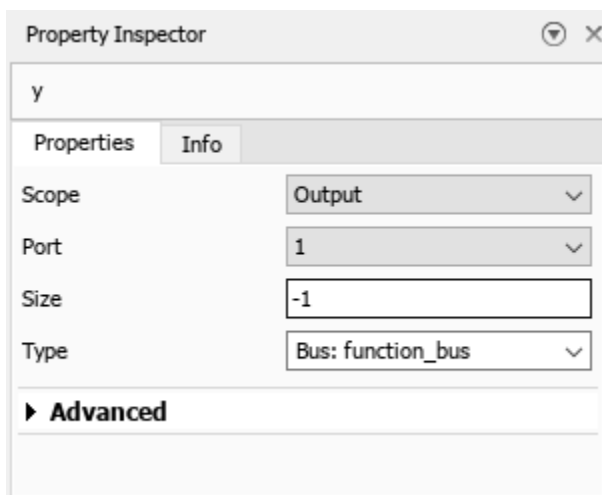 Property Inspector
y
Properties Info
Scope Output
Port 1
Size -1
Type Bus: function_bus
Advanced